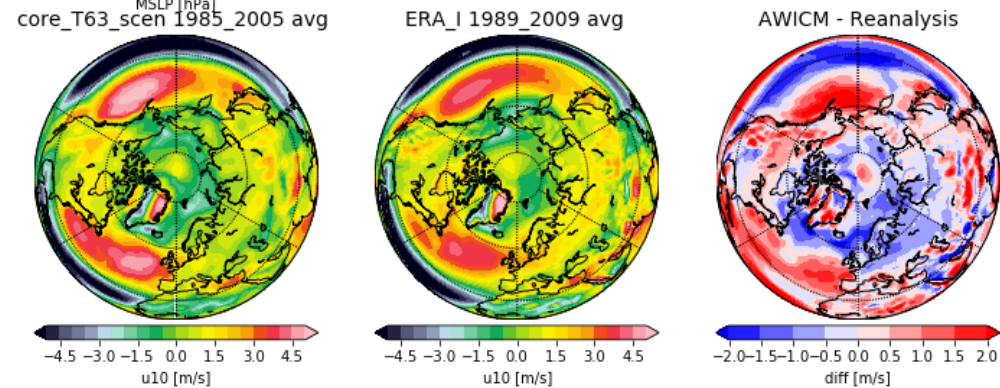 MSLP [hPa]
core_T63_scen 1985_2005 avg
ERA_I 1989_2009 avg
AWICM - Reanalysis
−4.5 −3.0 −1.5 0.0 1.5 3.0 4.5
−4.5 −3.0 −1.5 0.0 1.5 3.0 4.5
−2.0−1.5−1.0−0.5 0.0 0.5 1.0 1.5 2.0
u10 [m/s]
u10 [m/s]
diff [m/s]